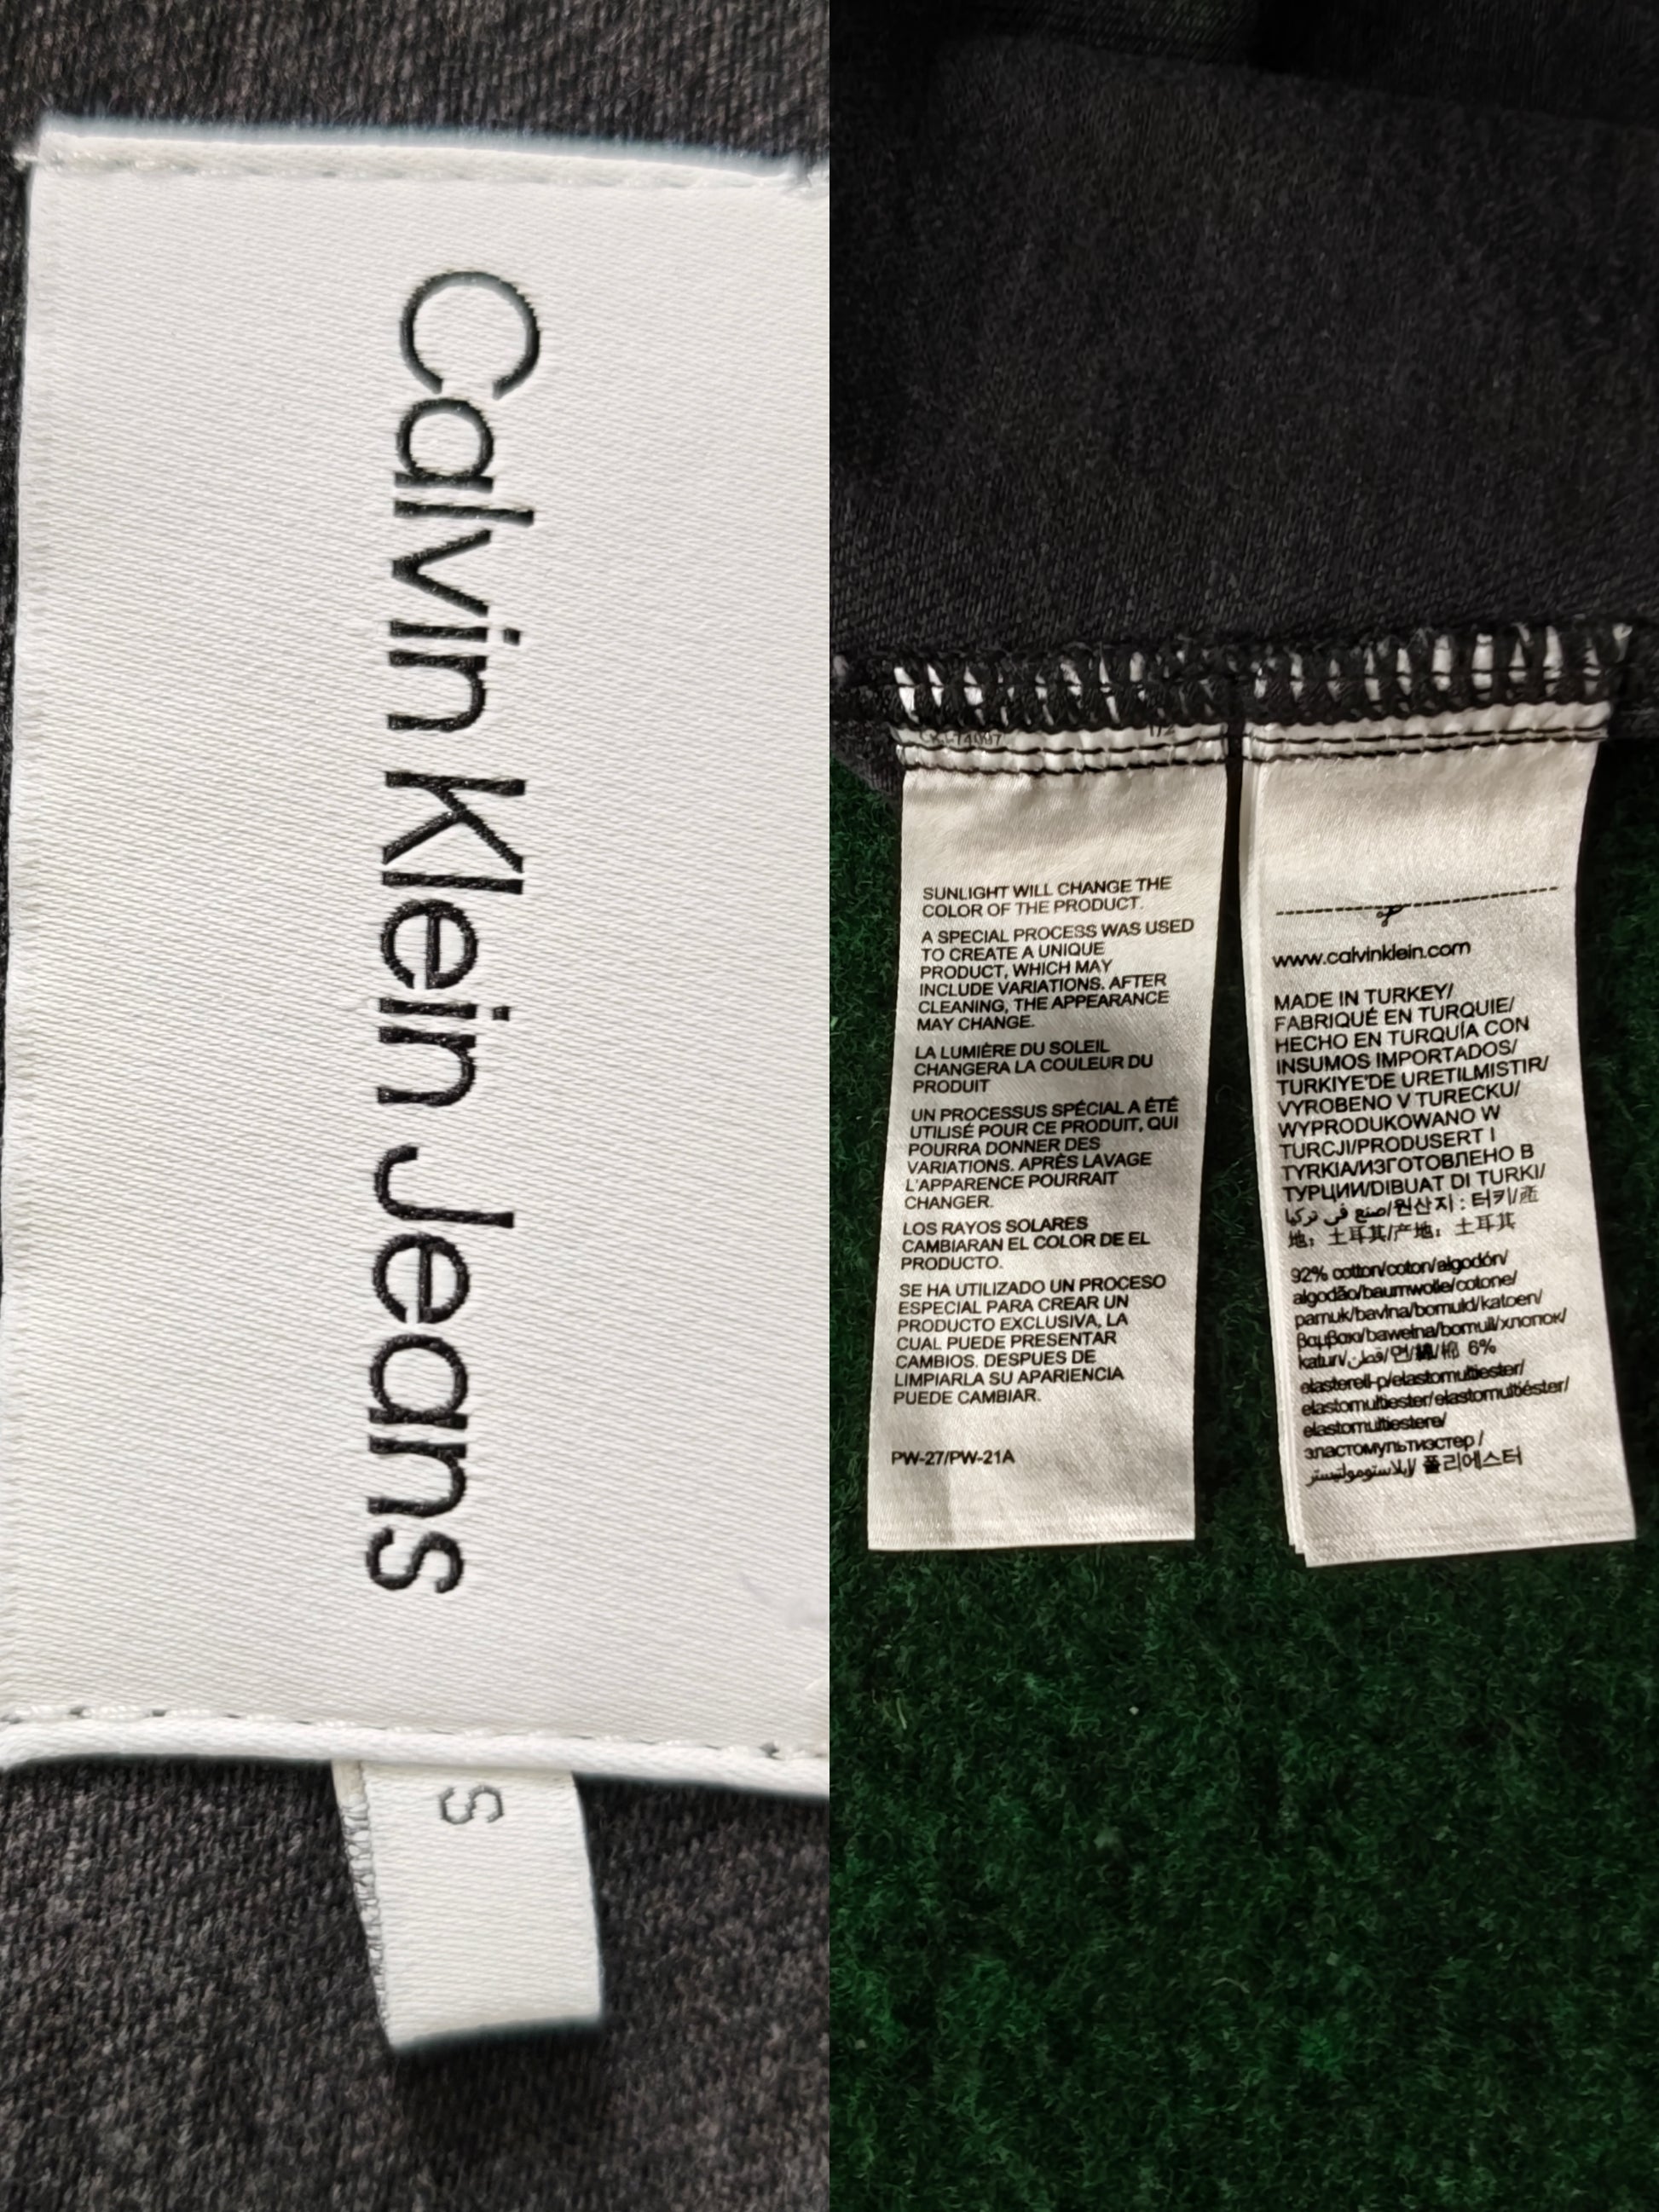 Calvin Klein Jeans
S
SUNLIGHT WILL CHANGE THE
COLOR OF THE PRODUCT.
A SPECIAL PROCESS WAS USED
TO CREATE A UNIQUE
PRODUCT, WHICH MAY
INCLUDE VARIATIONS. AFTER
CLEANING, THE APPEARANCE
MAY CHANGE.
LA LUMIÈRE DU SOLEIL
CHANGERA LA COULEUR DU
PRODUIT
UN PROCESSUS SPÉCIAL A ÉTÉ
UTILISÉ POUR CE PRODUIT, QUI
POURRA DONNER DES
VARIATIONS. APRÈS LAVAGE
L'APPARENCE POURRAIT
CHANGER.
LOS RAYOS SOLARES
CAMBIARAN EL COLOR DE EL
PRODUCTO.
SE HA UTILIZADO UN PROCESO
ESPECIAL PARA CREAR UN
PRODUCTO EXCLUSIVA, LA
CUAL PUEDE PRESENTAR
CAMBIOS. DESPUES DE
LIMPIARLA SU APARIENCIA
PUEDE CAMBIAR.
PW-27/PW-21A
www.calvinklein.com
MADE IN TURKEY/
FABRIQUÉ EN TURQUIE/
HECHO EN TURQUÍA CON
INSUMOS IMPORTADOS/
TURKIYE'DE URETILMISTIR/
VYROBENO V TURECKU/
WYPRODUKOWANO W
TURCJI/PRODUSERT I
TYRKIA/ИЗГОТОВЛЕНО В
ТУРЦИИ/DIBUAT DI TURKI/
صنع في تركيا/원산지 : 터키/產
地：土耳其/产地：土耳其
92% cotton/coton/algodón/
algodão/baumwolle/cotone/
pamuk/bavlna/bomuld/katoen/
βαμβακι/bawełna/bomull/хлопок/
katun/قطن/면/綿/棉 6%
elasterell-p/elastomultiester/
elastomultiester/elastomultiéster/
elastomultiestere/
эластомультиэстер/
إيلاستومولتيستر/ 폴리에스터